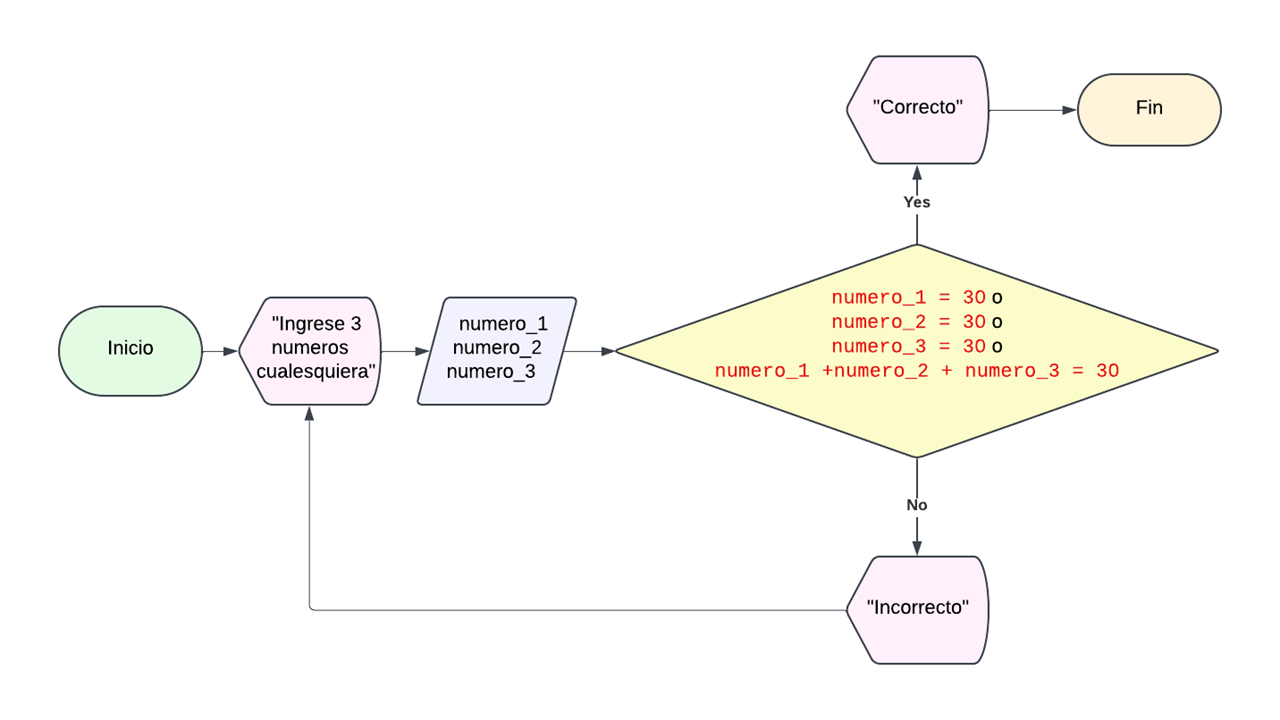 Inicio
"Ingrese 3
numeros
cualesquiera"
numero_1
numero_2
numero_3
numero_1 = 30 o
numero_2 = 30 o
numero_3 = 30 o
numero_1 +numero_2 + numero_3 = 30
Yes
"Correcto"
Fin
No
"Incorrecto"